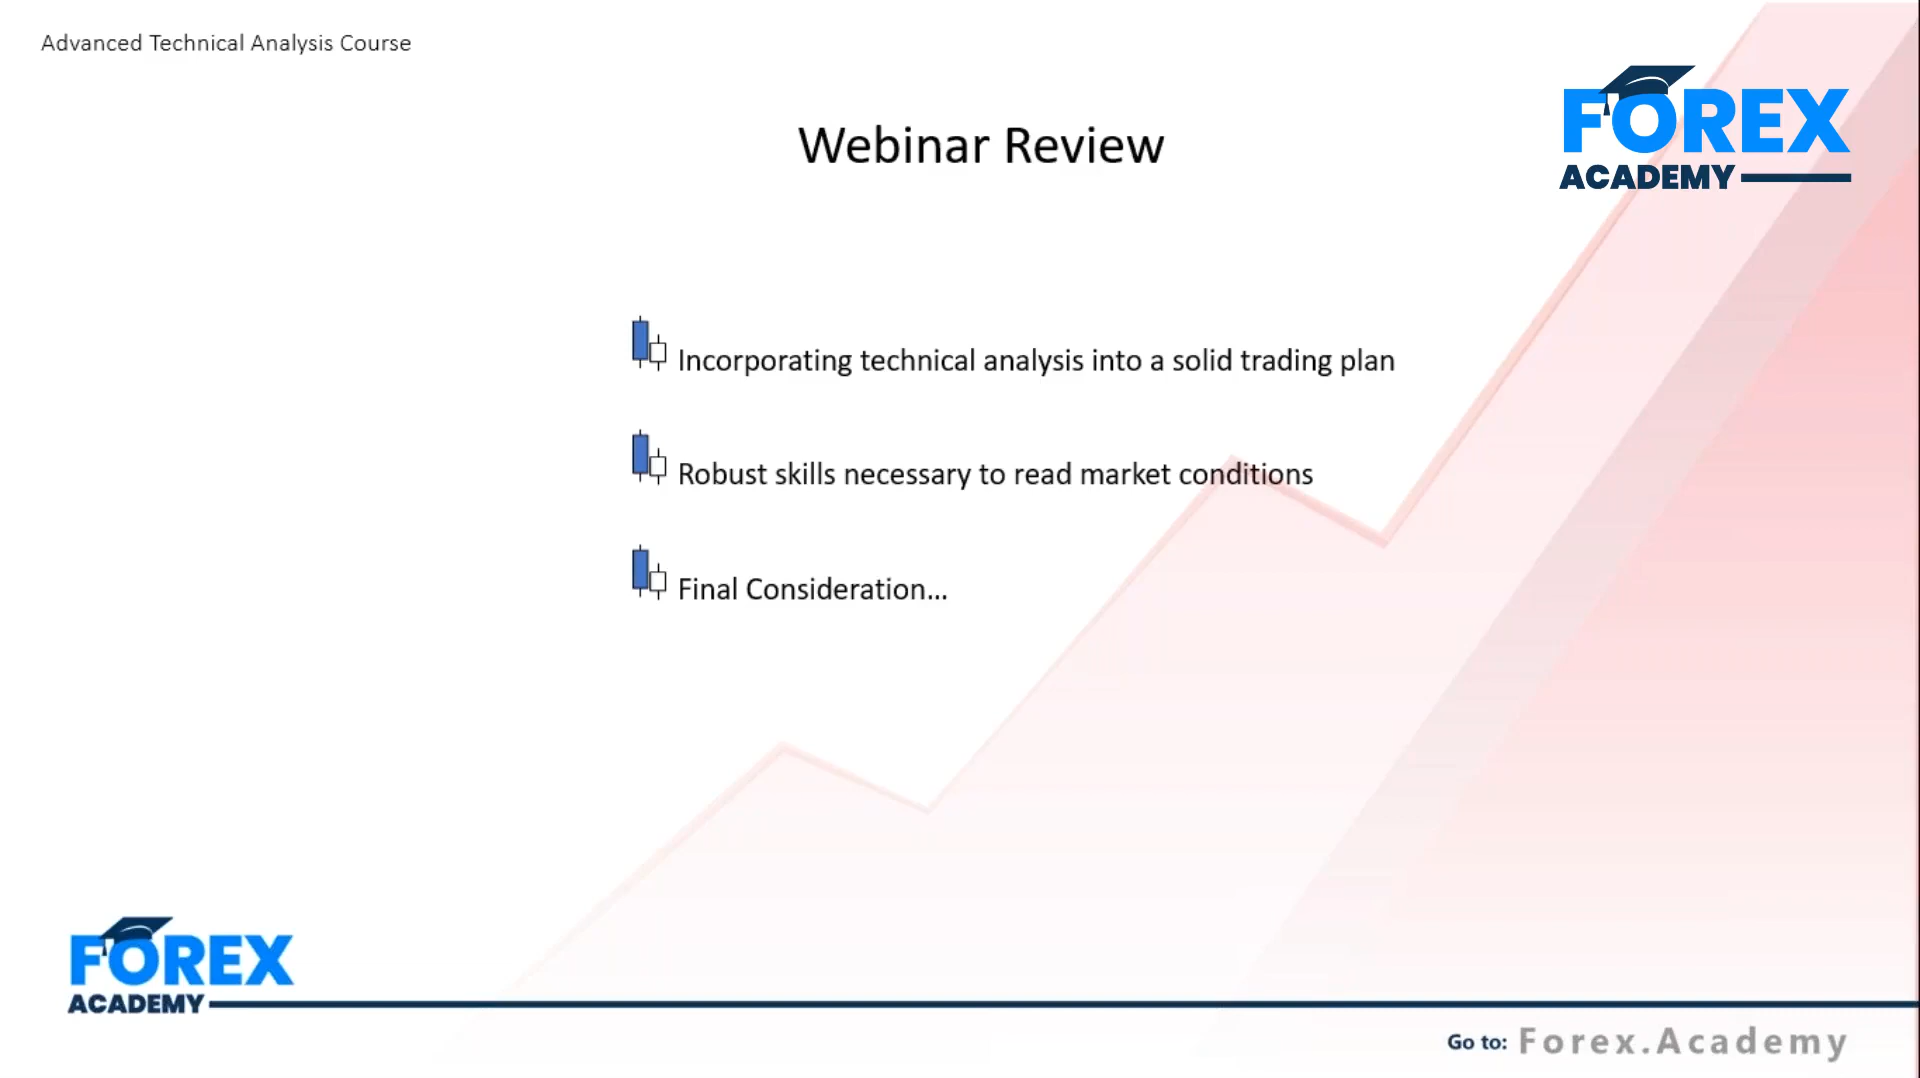 Advanced Technical Analysis Course
FOREX
ACADEMY
Webinar Review
Incorporating technical analysis into a solid trading plan
Robust skills necessary to read market conditions
Final Consideration...
FOREX
ACADEMY
Go to: Forex.Academy